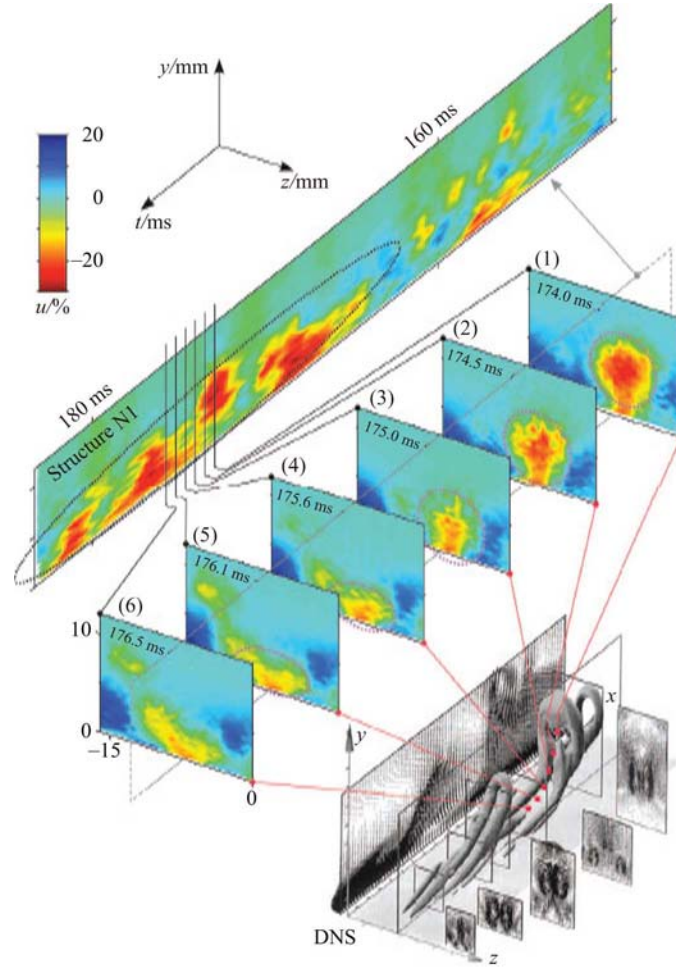 y/mm
z/mm
t/ms
20
0
−20
u/%
160 ms
180 ms
Structure N1
(1)
174.0 ms
(2)
174.5 ms
(3)
175.0 ms
(4)
175.6 ms
(5)
176.1 ms
(6)
176.5 ms
10
0
−15
0
y
x
z
DNS